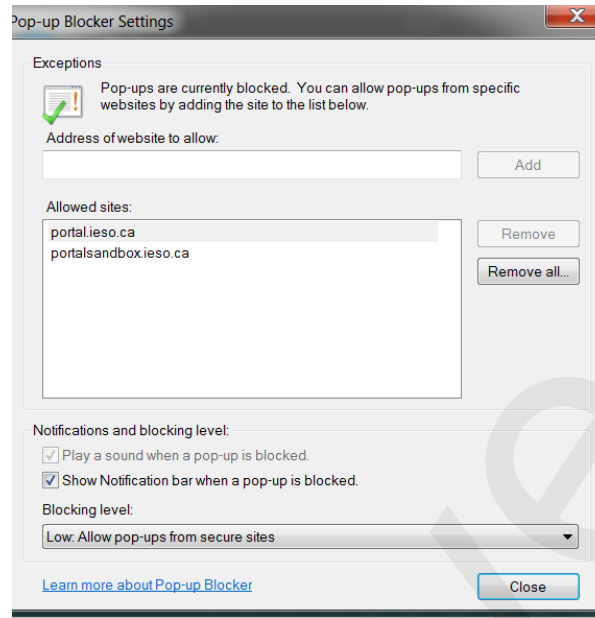 Pop-up Blocker Settings
Exceptions
Pop-ups are currently blocked. You can allow pop-ups from specific
websites by adding the site to the list below.
Address of website to allow:
Add
Allowed sites:
portal.ieso.ca
Remove
portalsandbox.ieso.ca
Remove all...
Notifications and blocking level:
Play a sound when a pop-up is blocked.
Show Notification bar when a pop-up is blocked.
Blocking level:
Low: Allow pop-ups from secure sites
Learn more about Pop-up Blocker
Close